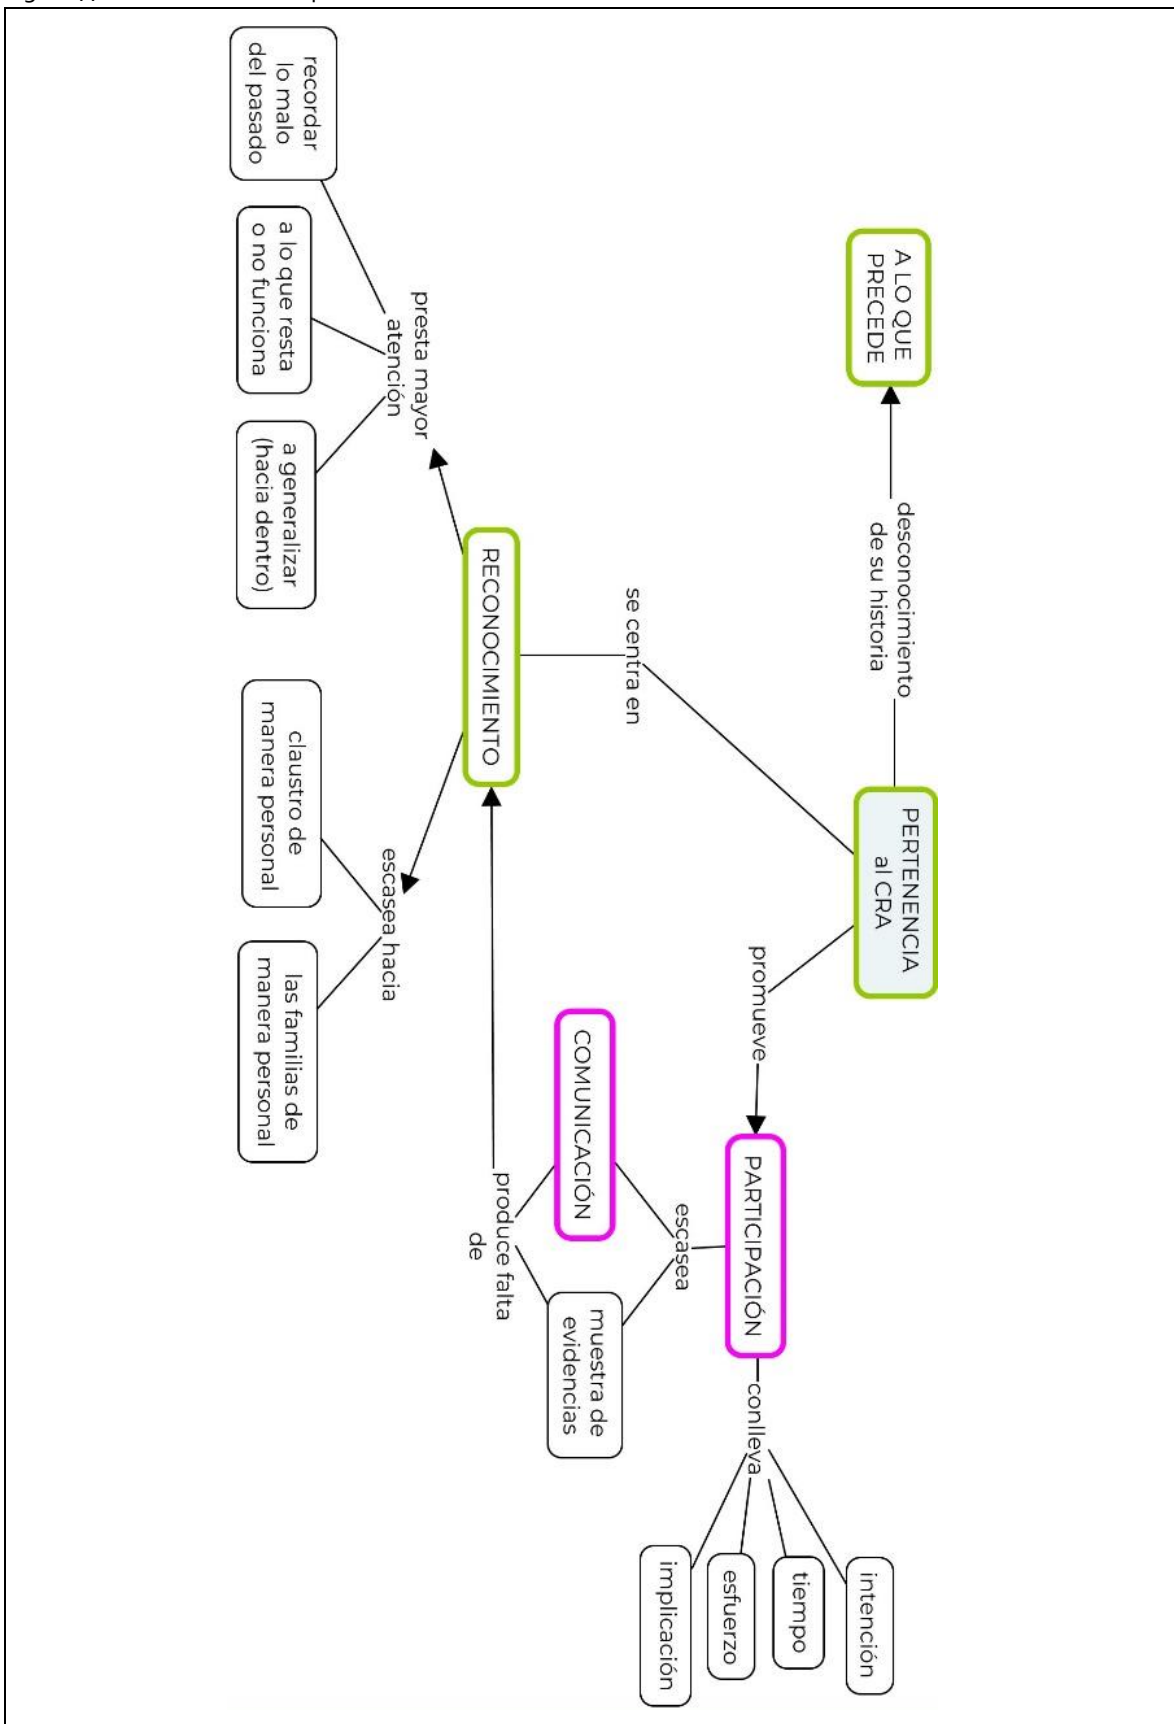 A LO QUE
PRECEDE
desconocimiento
de su historia
PERTENENCIA
al CRA
se centra en
promueve
RECONOCIMIENTO
presta mayor
atención
recordar
lo malo
del pasado
a lo que resta
o no funciona
a generalizar
(hacia dentro)
escasea hacia
claustro de
manera personal
las familias de
manera personal
PARTICIPACIÓN
escasea
COMUNICACIÓN
muestra de
evidencias
produce falta
de
conlleva
intención
tiempo
esfuerzo
implicación